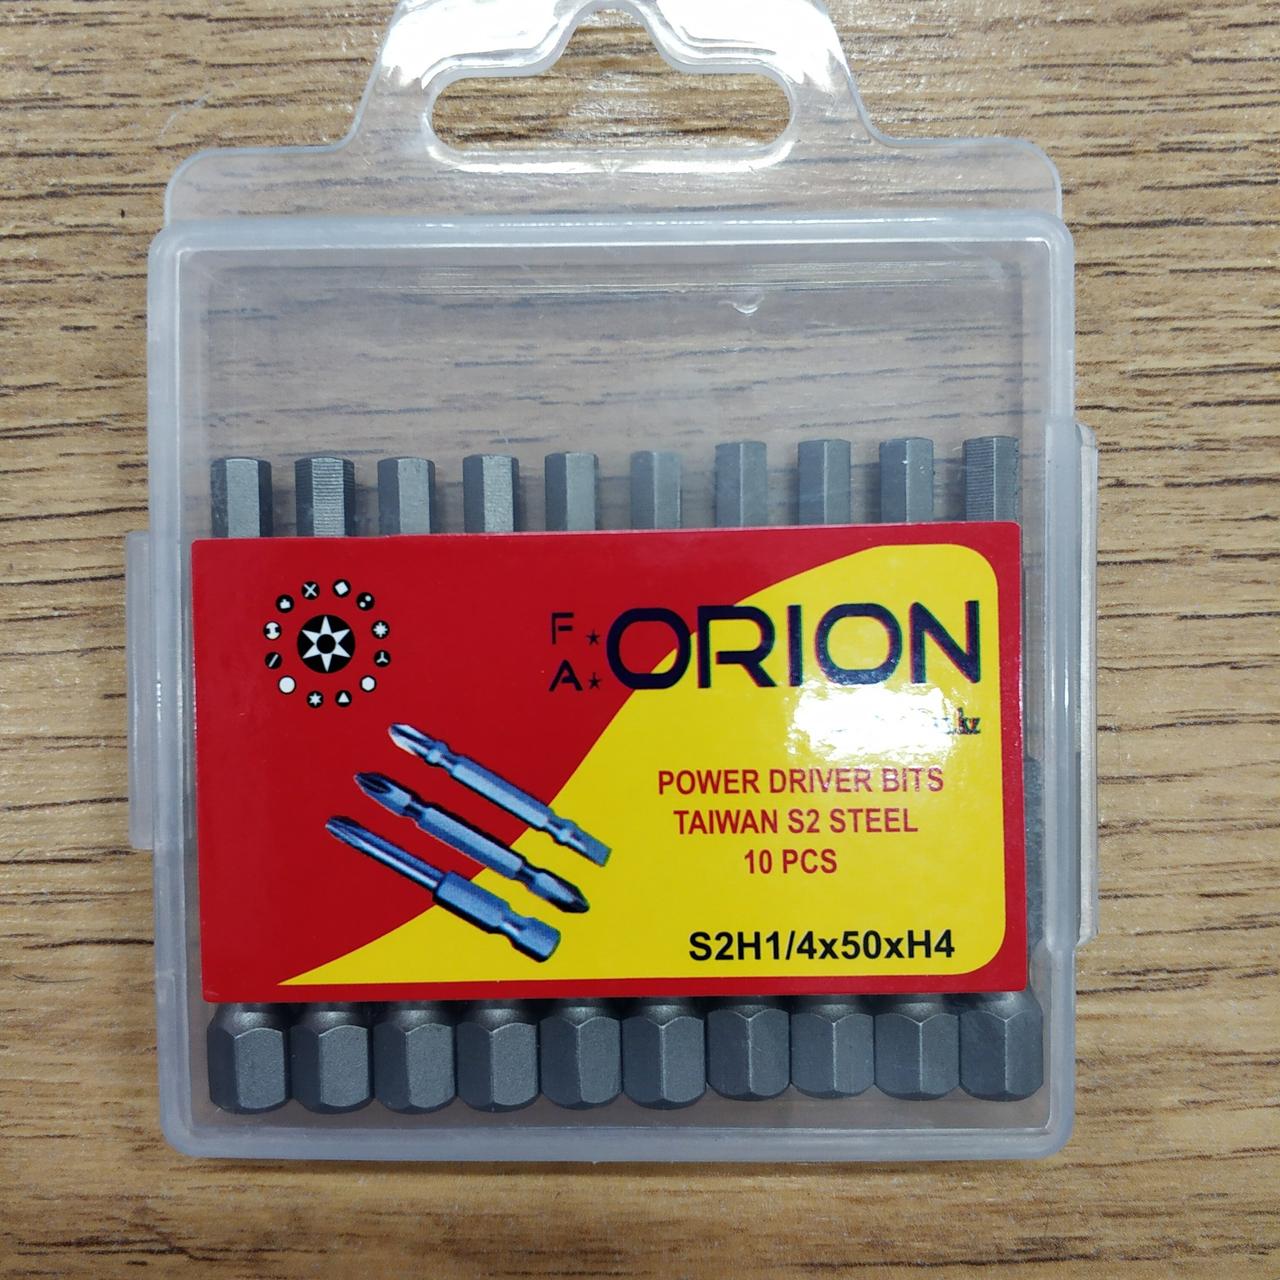 F★ ORION
A★
POWER DRIVER BITS
TAIWAN S2 STEEL
10 PCS
S2H1/4x50xH4